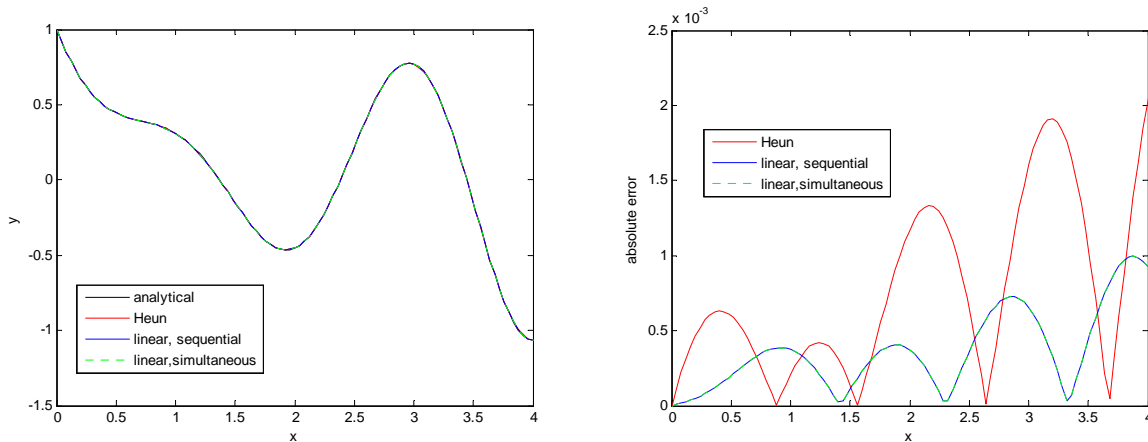 1
0.5
0
-0.5
-1
-1.5
y
0 0.5 1 1.5 2 2.5 3 3.5 4
x
analytical
Heun
linear, sequential
linear,simultaneous
x 10-3
2.5
2
1.5
1
0.5
0
absolute error
0 0.5 1 1.5 2 2.5 3 3.5 4
x
Heun
linear, sequential
linear,simultaneous